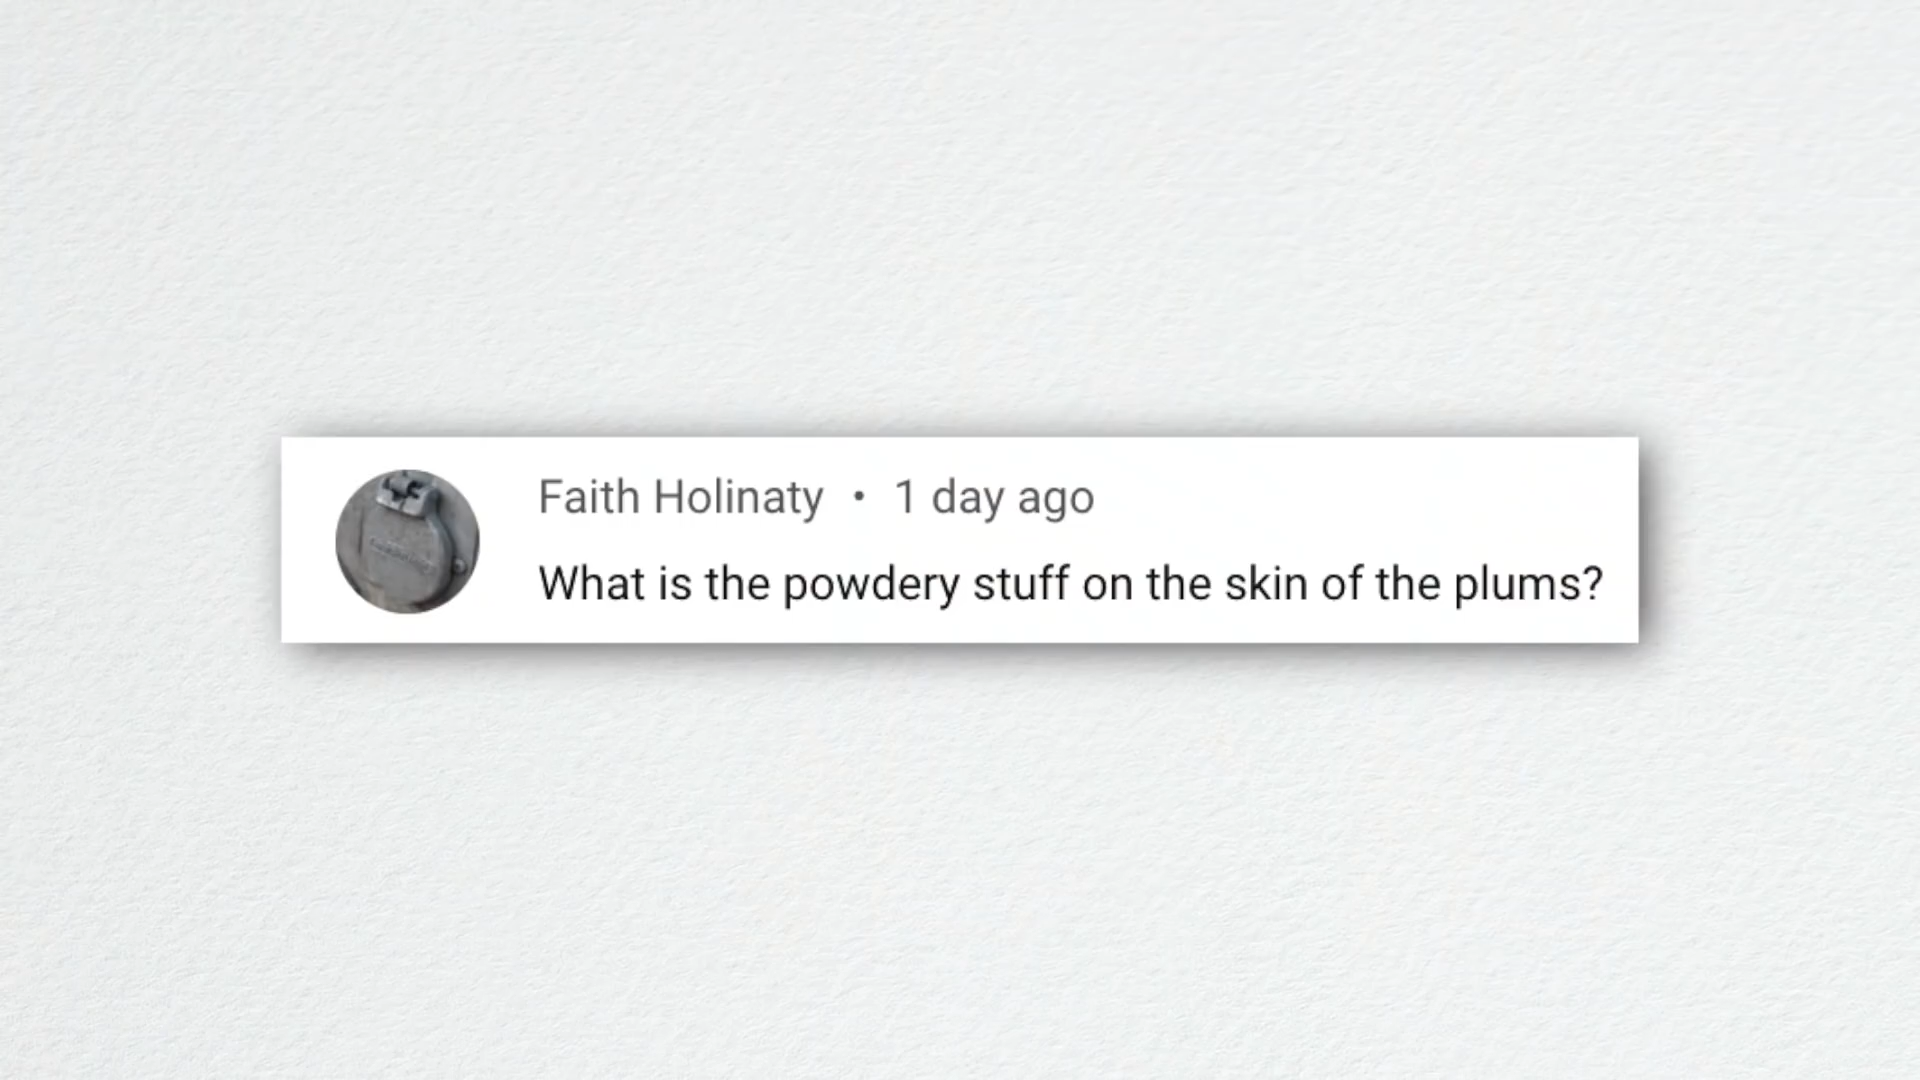 Faith Holinaty • 1 day ago
What is the powdery stuff on the skin of the plums?